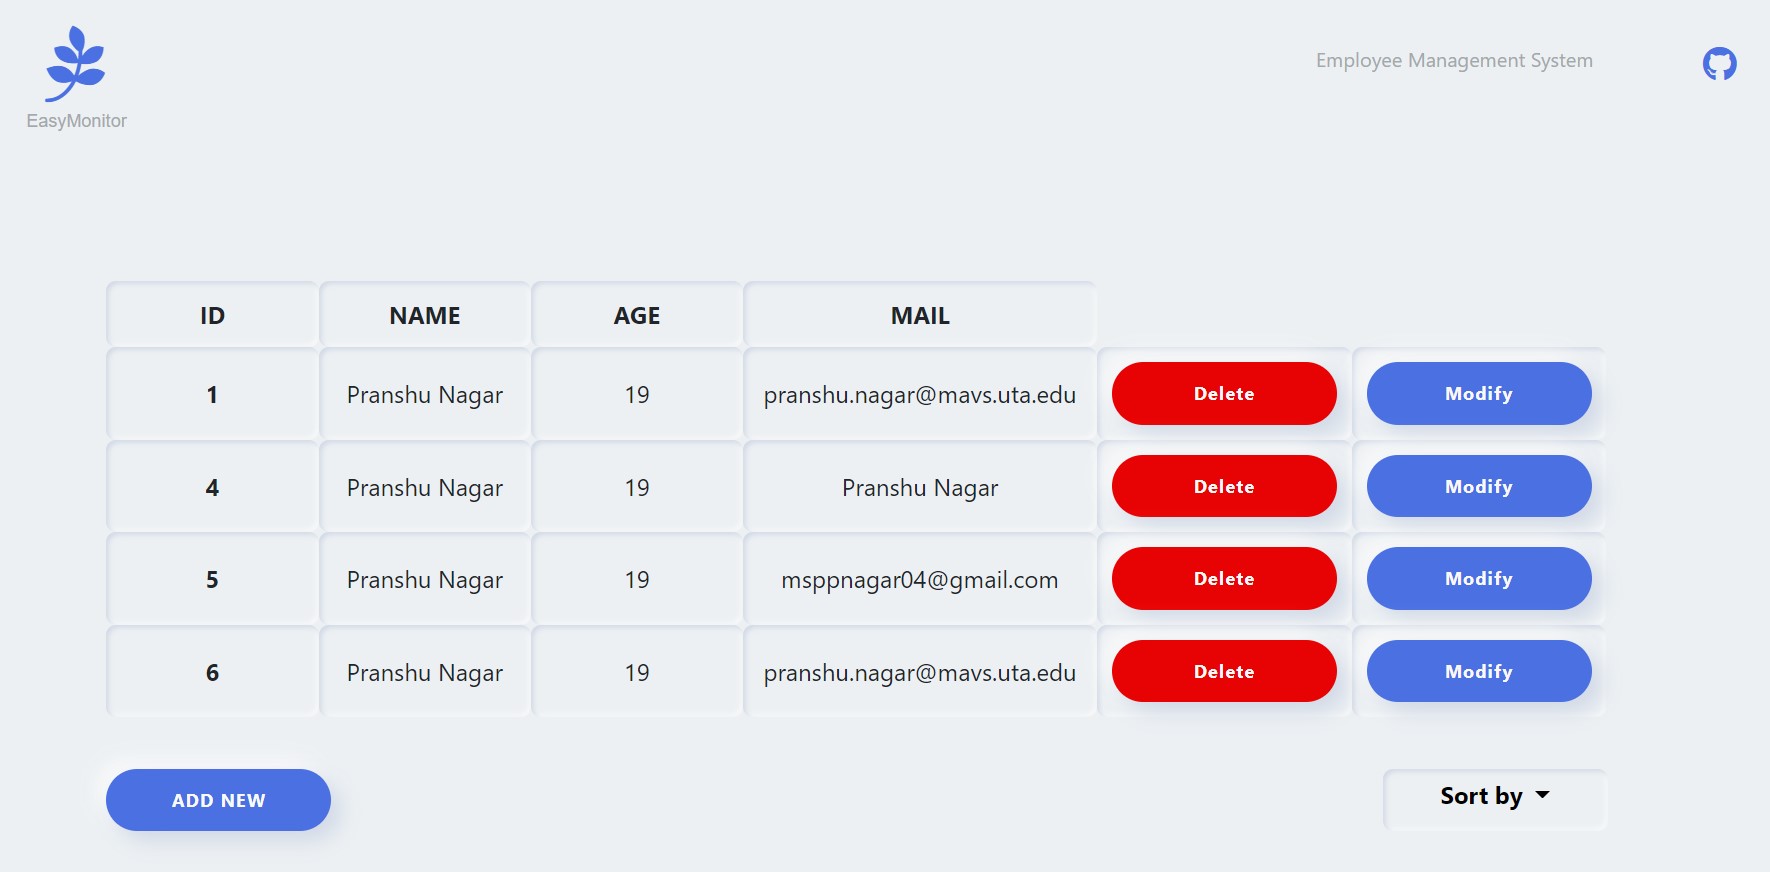 EasyMonitor
Employee Management System
ID NAME AGE MAIL
1 Pranshu Nagar 19 pranshu.nagar@mavs.uta.edu Delete Modify
4 Pranshu Nagar 19 Pranshu Nagar Delete Modify
5 Pranshu Nagar 19 msppnagar04@gmail.com Delete Modify
6 Pranshu Nagar 19 pranshu.nagar@mavs.uta.edu Delete Modify
ADD NEW Sort by